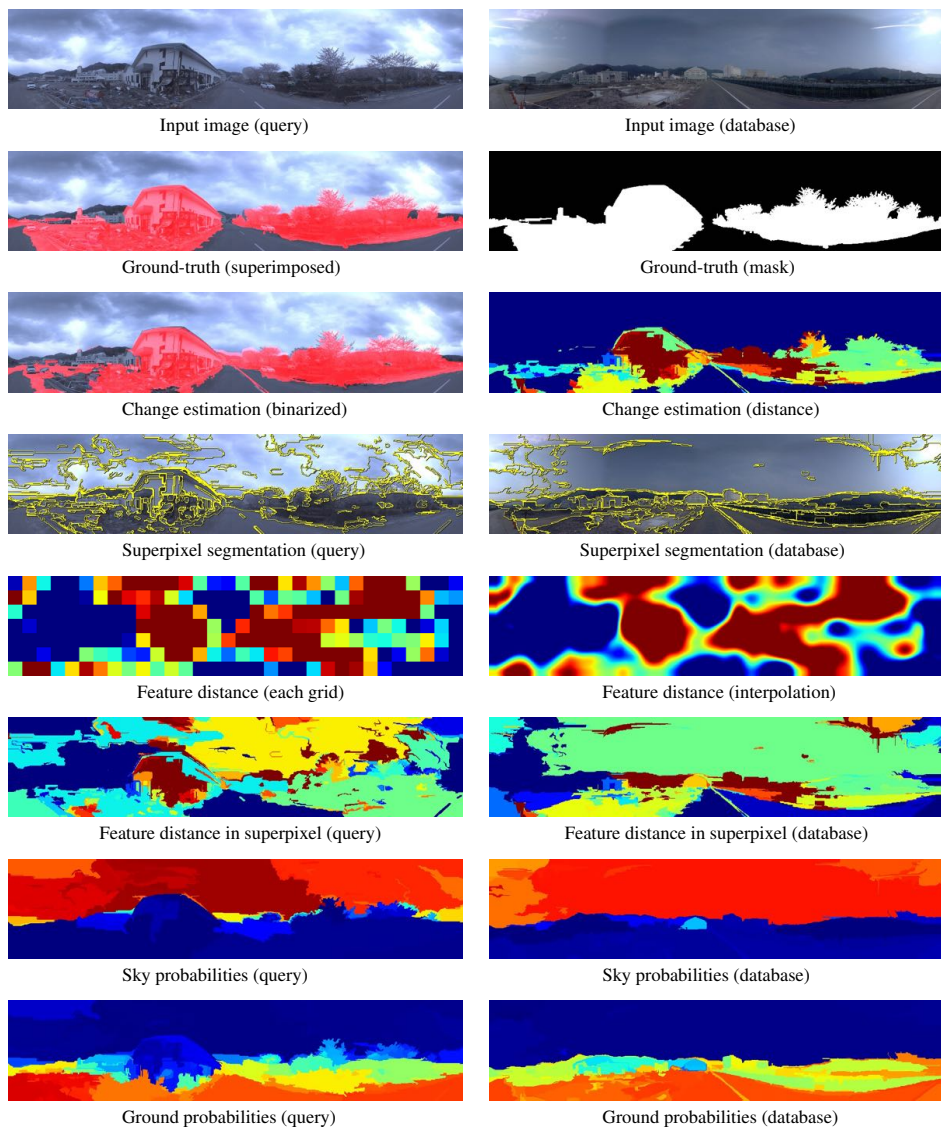 Input image (query)
Input image (database)
Ground-truth (superimposed)
Ground-truth (mask)
Change estimation (binarized)
Change estimation (distance)
Superpixel segmentation (query)
Superpixel segmentation (database)
Feature distance (each grid)
Feature distance (interpolation)
Feature distance in superpixel (query)
Feature distance in superpixel (database)
Sky probabilities (query)
Sky probabilities (database)
Ground probabilities (query)
Ground probabilities (database)